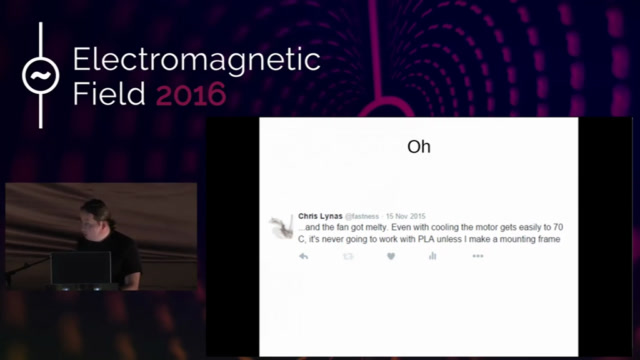 Electromagnetic
Field 2016
Oh
Chris Lynas @fastness · 15 Nov 2015
...and the fan got melty. Even with cooling the motor gets easily to 70
C, it's never going to work with PLA unless I make a mounting frame